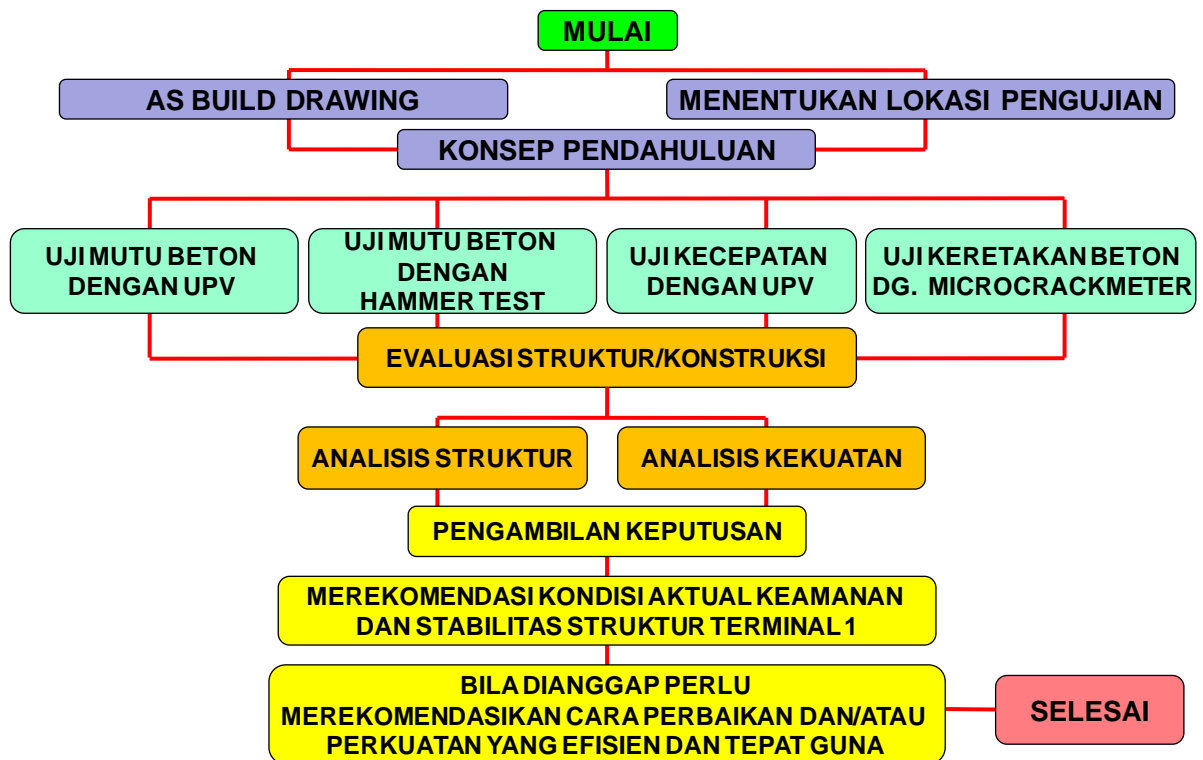 MULAI
AS BUILD DRAWING
MENENTUKAN LOKASI PENGUJIAN
KONSEP PENDAHULUAN
UJI MUTU BETON
DENGAN UPV
UJI MUTU BETON
DENGAN
HAMMER TEST
UJI KECEPATAN
DENGAN UPV
UJI KERETAKAN BETON
DG. MICROCRACKMETER
EVALUASI STRUKTUR/KONSTRUKSI
ANALISIS STRUKTUR
ANALISIS KEKUATAN
PENGAMBILAN KEPUTUSAN
MEREKOMENDASI KONDISI AKTUAL KEAMANAN
DAN STABILITAS STRUKTUR TERMINAL 1
BILA DIANGGAP PERLU
MEREKOMENDASIKAN CARA PERBAIKAN DAN/ATAU
PERKUATAN YANG EFISIEN DAN TEPAT GUNA
SELESAI